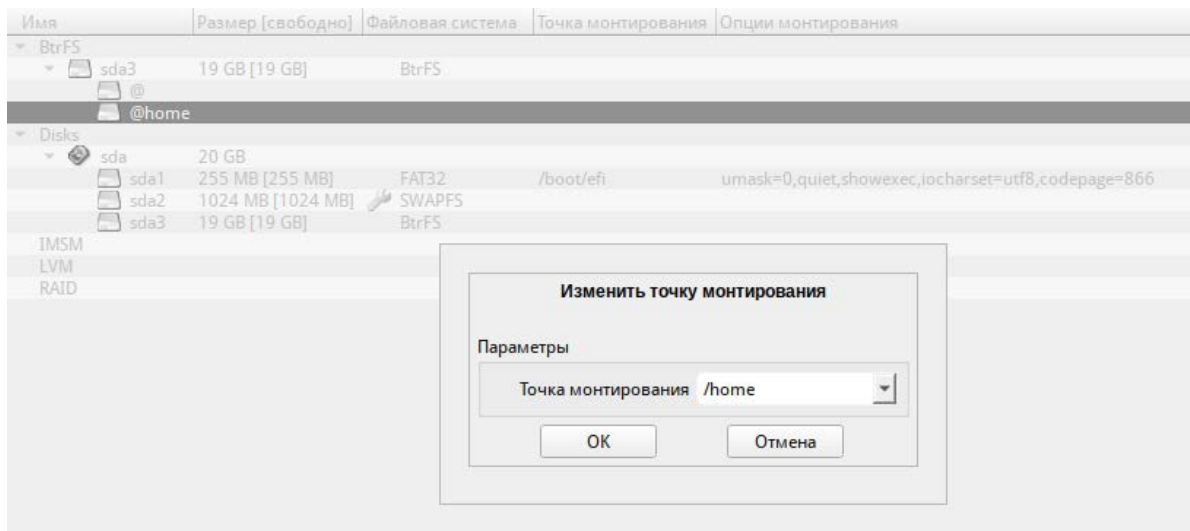 Имя Размер [свободно] Файловая система Точка монтирования Опции монтирования
BtrFS
sda3 19 GB [19 GB] BtrFS
@
@home
Disks
sda 20 GB
sda1 255 MB [255 MB] FAT32 /boot/efi umask=0,quiet,showexec,iocharset=utf8,codepage=866
sda2 1024 MB [1024 MB] SWAPFS
sda3 19 GB [19 GB] BtrFS
IMSM
LVM
RAID
Изменить точку монтирования
Параметры
Точка монтирования /home
OK Отмена